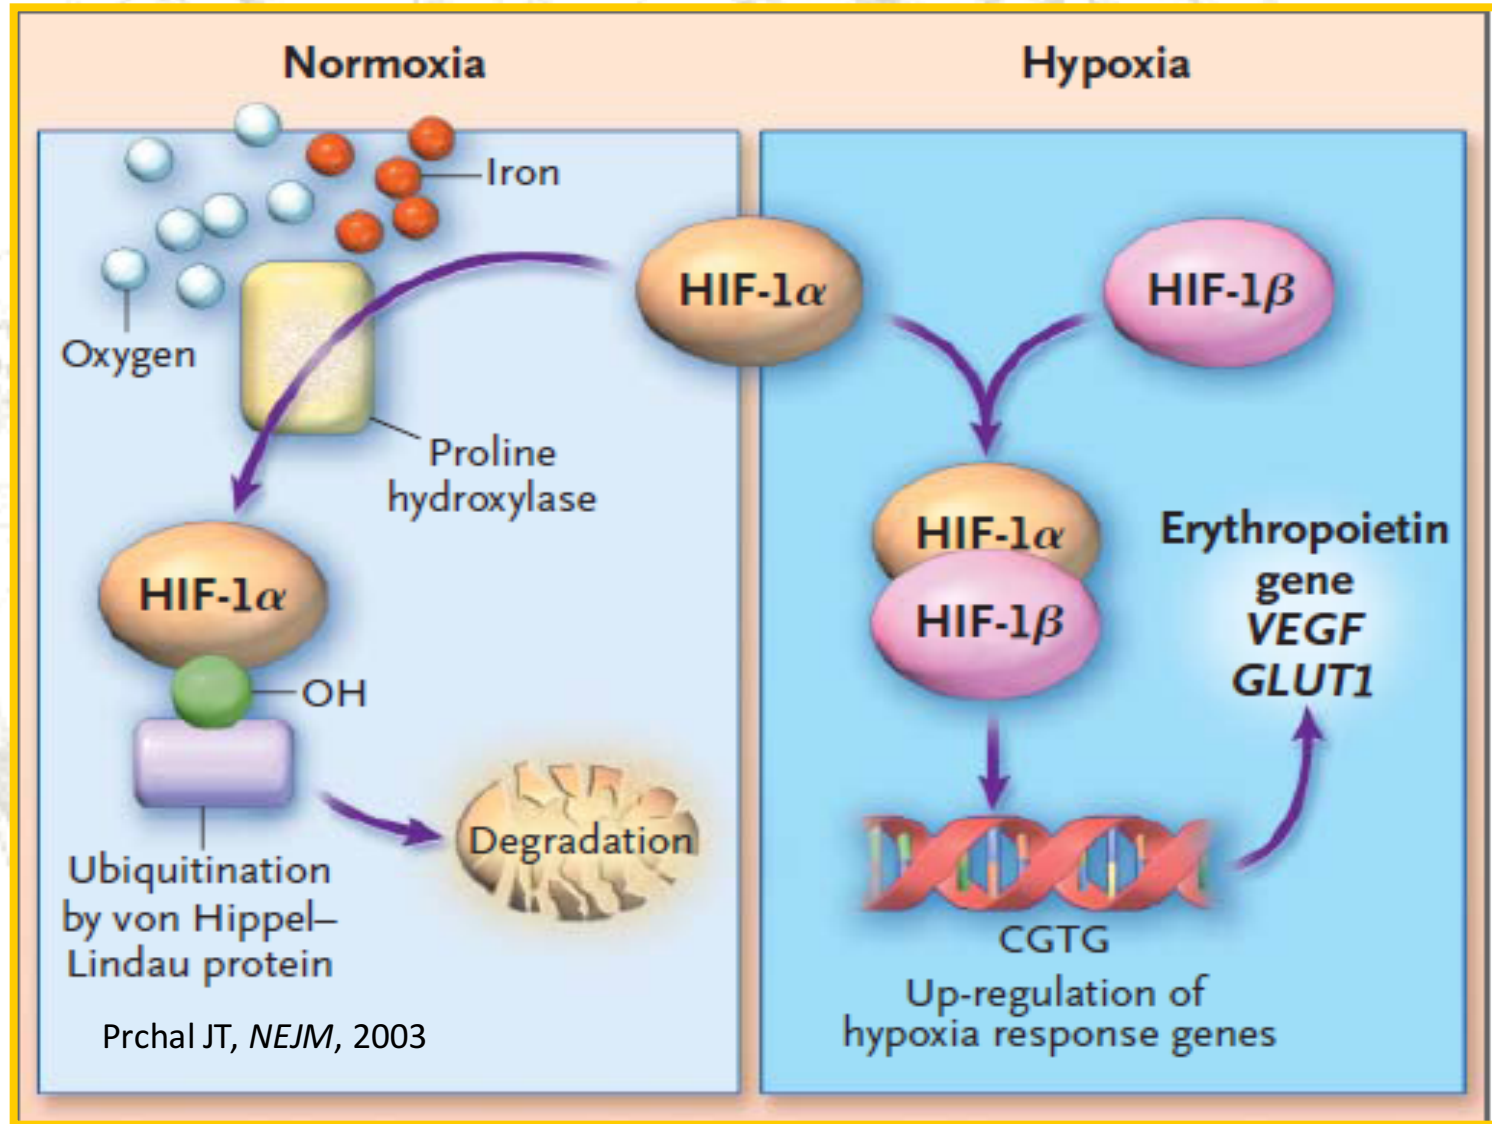 Normoxia
Iron
Oxygen
Proline
hydroxylase
HIF-1α
OH
Ubiquitination
by von Hippel–
Lindau protein
Degradation
Prchal JT, NEJM, 2003
Hypoxia
HIF-1α
HIF-1β
HIF-1α
HIF-1β
Erythropoietin
gene
VEGF
GLUT1
CGTG
Up-regulation of
hypoxia response genes